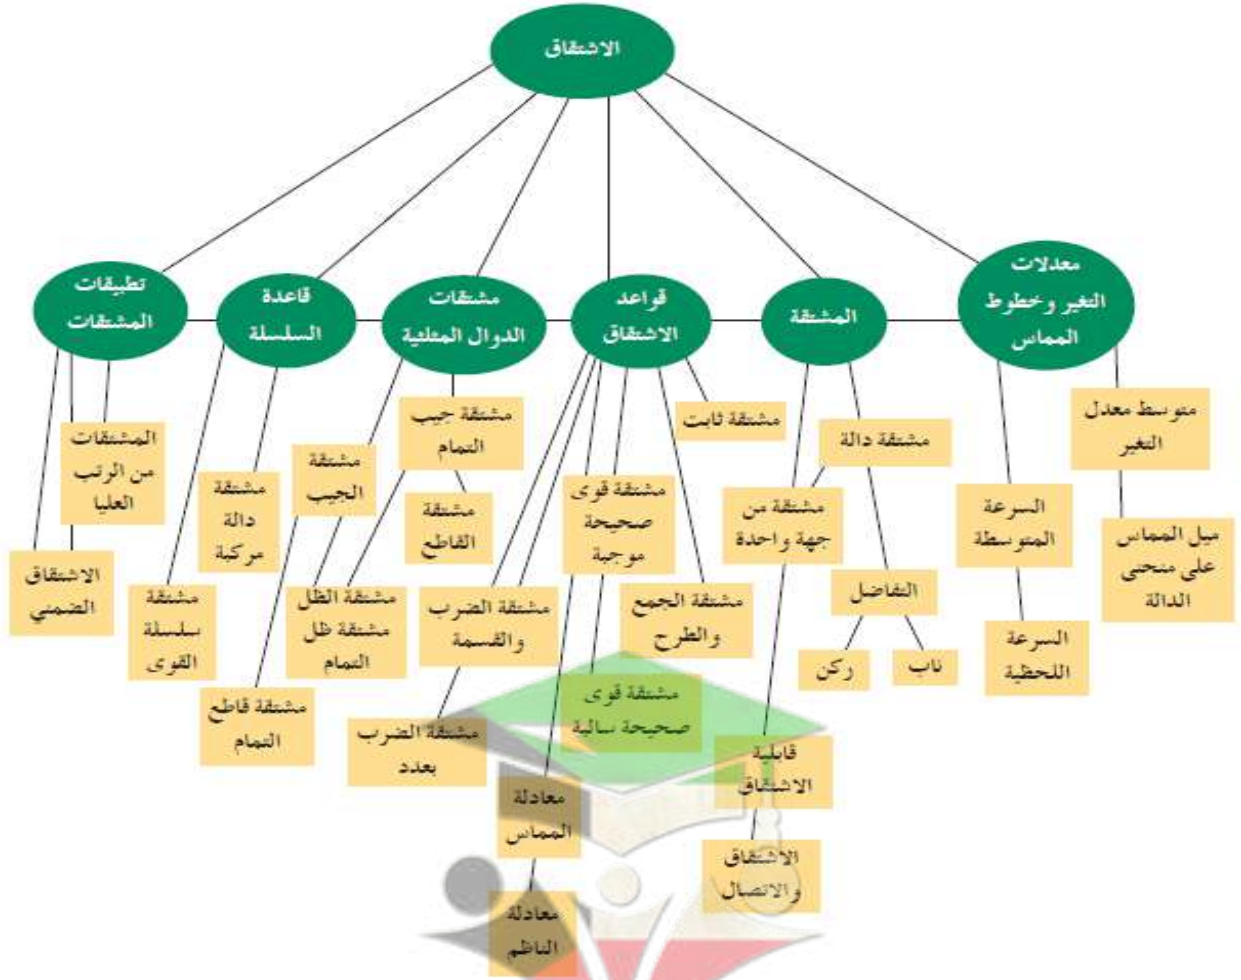 الاشتقاق
معدلات
التغير وخطوط
المماس
المشتقة
قواعد
الاشتقاق
مشتقات
الدوال المثلثية
قاعدة
السلسلة
تطبيقات
المشتقات
متوسط معدل
التغير
ميل المماس
على منحنى
الدالة
السرعة
المتوسطة
السرعة
اللحظية
مشتقة دالة
مشتقة من
جهة واحدة
التفاضل
ناب
ركن
قابلية
الاشتقاق
الاشتقاق
والاتصال
مشتقة ثابت
مشتقة الجمع
والطرح
مشتقة قوى
صحيحة
موجبة
مشتقة قوى
صحيحة سالبة
مشتقة الضرب
والقسمة
مشتقة الضرب
بعدد
معادلة
المماس
معادلة
الناظم
مشتقة جيب
التمام
مشتقة
القاطع
مشتقة
الجيب
مشتقة الظل
مشتقة ظل
التمام
مشتقة قاطع
التمام
مشتقة
دالة
مركبة
مشتقة
سلسلة
القوى
المشتقات
من الرتب
العليا
الاشتقاق
الضمني